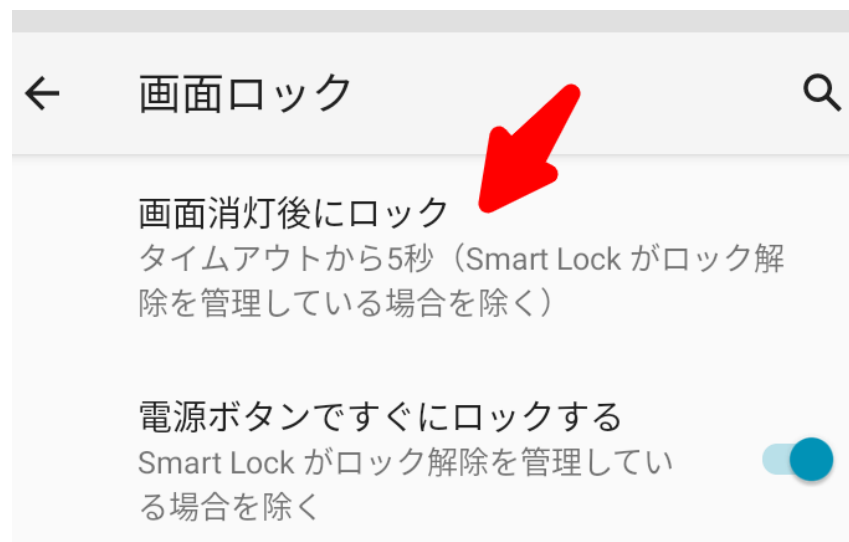 画面ロック
画面消灯後にロック
タイムアウトから5秒（Smart Lock がロック解
除を管理している場合を除く）
電源ボタンですぐにロックする
Smart Lock がロック解除を管理してい
る場合を除く